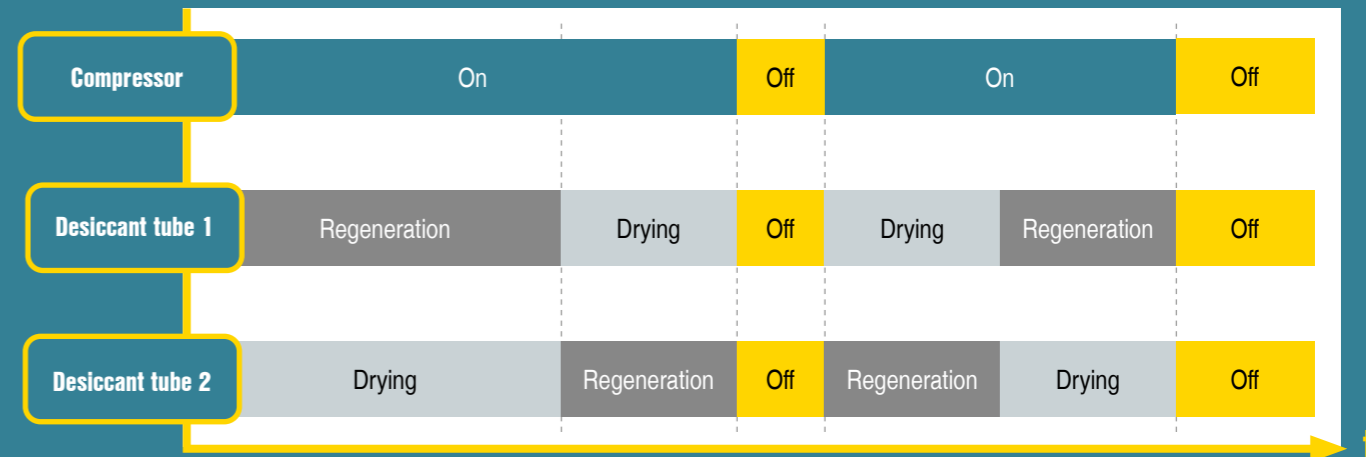 Compressor On Off On Off
Desiccant tube 1 Regeneration Drying Off Drying Regeneration Off
Desiccant tube 2 Drying Regeneration Off Regeneration Drying Off